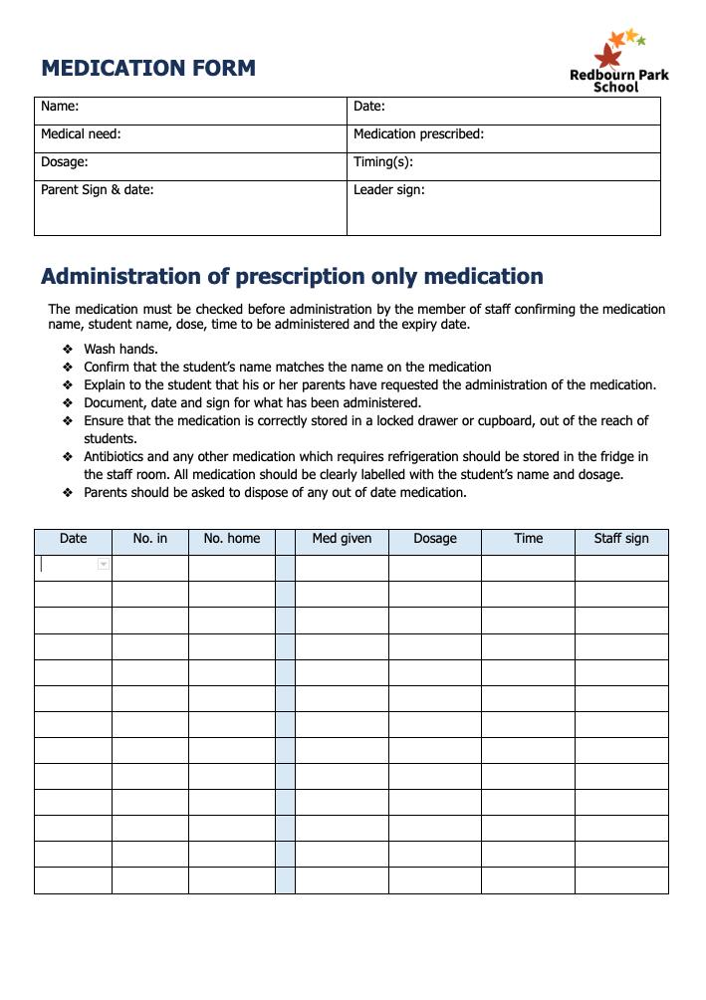 MEDICATION FORM
Redbourn Park
School
Name:
Date:
Medical need:
Medication prescribed:
Dosage:
Timing(s):
Parent Sign & date:
Leader sign:
Administration of prescription only medication
The medication must be checked before administration by the member of staff confirming the medication
name, student name, dose, time to be administered and the expiry date.
❖ Wash hands.
❖ Confirm that the student’s name matches the name on the medication
❖ Explain to the student that his or her parents have requested the administration of the medication.
❖ Document, date and sign for what has been administered.
❖ Ensure that the medication is correctly stored in a locked drawer or cupboard, out of the reach of
students.
❖ Antibiotics and any other medication which requires refrigeration should be stored in the fridge in
the staff room. All medication should be clearly labelled with the student’s name and dosage.
❖ Parents should be asked to dispose of any out of date medication.
Date No. in No. home Med given Dosage Time Staff sign